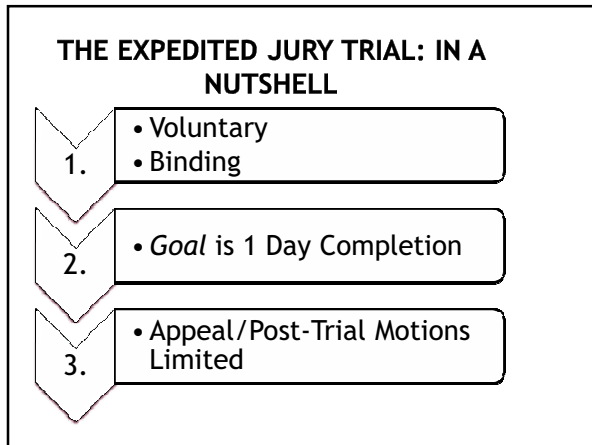 THE EXPEDITED JURY TRIAL: IN A
NUTSHELL
1.
• Voluntary
• Binding
2.
• Goal is 1 Day Completion
3.
• Appeal/Post-Trial Motions
Limited